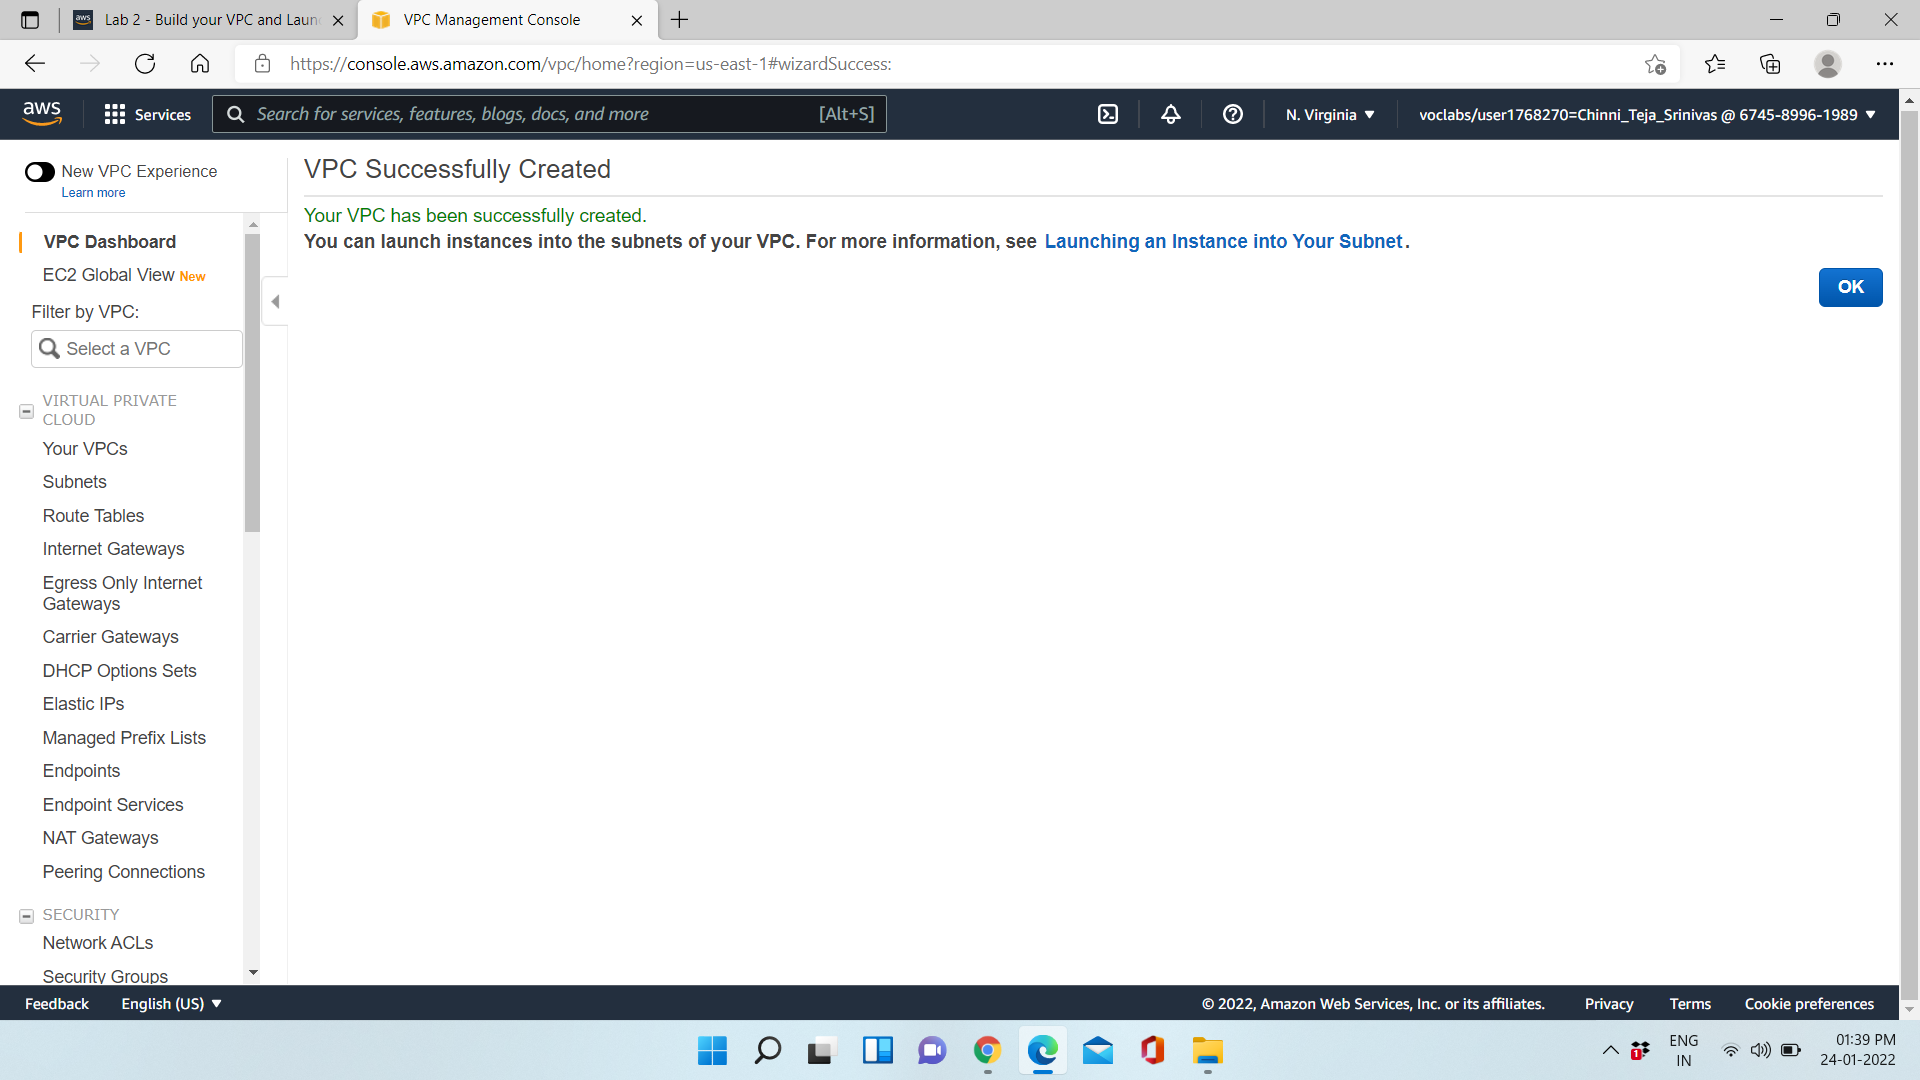 aws Lab 2 - Build your VPC and Laun
VPC Management Console
https://console.aws.amazon.com/vpc/home?region=us-east-1#wizardSuccess:
aws
Services
Search for services, features, blogs, docs, and more
[Alt+S]
N. Virginia
voclabs/user1768270=Chinni_Teja_Srinivas @ 6745-8996-1989
New VPC Experience
Learn more
VPC Dashboard
EC2 Global View New
Filter by VPC:
Select a VPC
VIRTUAL PRIVATE
CLOUD
Your VPCs
Subnets
Route Tables
Internet Gateways
Egress Only Internet
Gateways
Carrier Gateways
DHCP Options Sets
Elastic IPs
Managed Prefix Lists
Endpoints
Endpoint Services
NAT Gateways
Peering Connections
SECURITY
Network ACLs
Security Groups
VPC Successfully Created
Your VPC has been successfully created.
You can launch instances into the subnets of your VPC. For more information, see Launching an Instance into Your Subnet.
OK
Feedback
English (US)
© 2022, Amazon Web Services, Inc. or its affiliates.
Privacy
Terms
Cookie preferences
1
ENG
IN
01:39 PM
24-01-2022